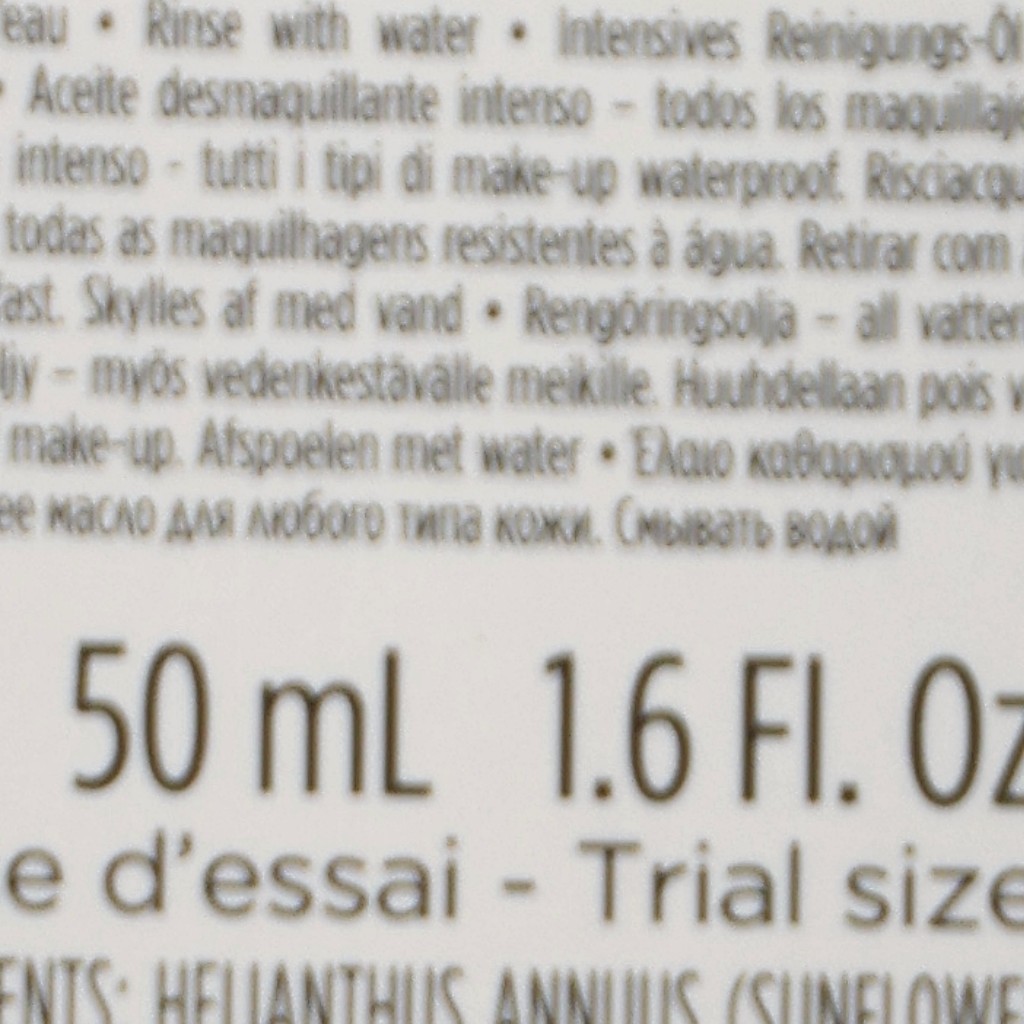 eau • Rinse with water • Intensives Reinigungs-Öl
• Aceite desmaquillante intenso – todos los maquillaje
intenso - tutti i tipi di make-up waterproof. Risciacqu
todas as maquilhagens resistentes à água. Retirar com
fast. Skylles af med vand • Rengöringsolja – all vatten
ljy – myös vedenkestävälle meikille. Huuhdellaan pois v
make-up. Afspoelen met water • Έλαιο καθαρισμού για
ее масло для любого типа кожи. Смывать водой
50 mL 1.6 Fl. Oz
e d'essai - Trial size
ENTS: HELIANTHUS ANNUUS (SUNFLOWE